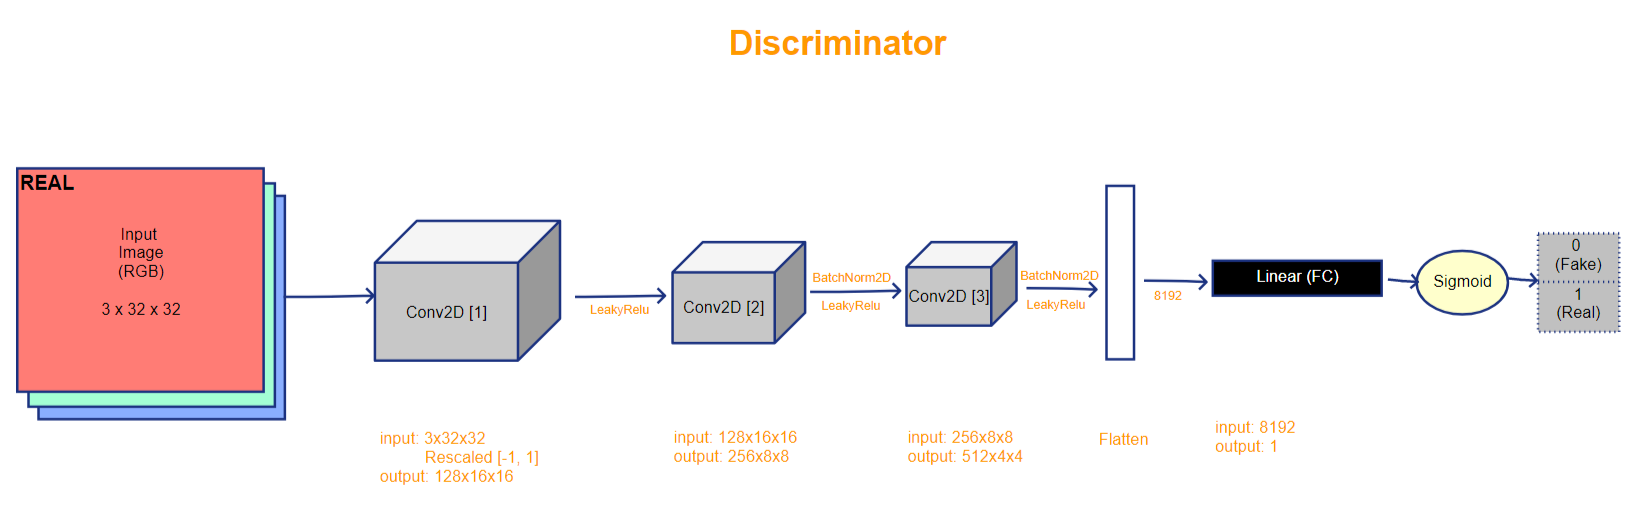 Discriminator
REAL
Input
Image
(RGB)
3 x 32 x 32
Conv2D [1]
LeakyRelu
Conv2D [2]
BatchNorm2D
LeakyRelu
Conv2D [3]
BatchNorm2D
LeakyRelu
8192
Linear (FC)
Sigmoid
0
(Fake)
1
(Real)
input: 3x32x32
Rescaled [-1, 1]
output: 128x16x16
input: 128x16x16
output: 256x8x8
input: 256x8x8
output: 512x4x4
Flatten
input: 8192
output: 1